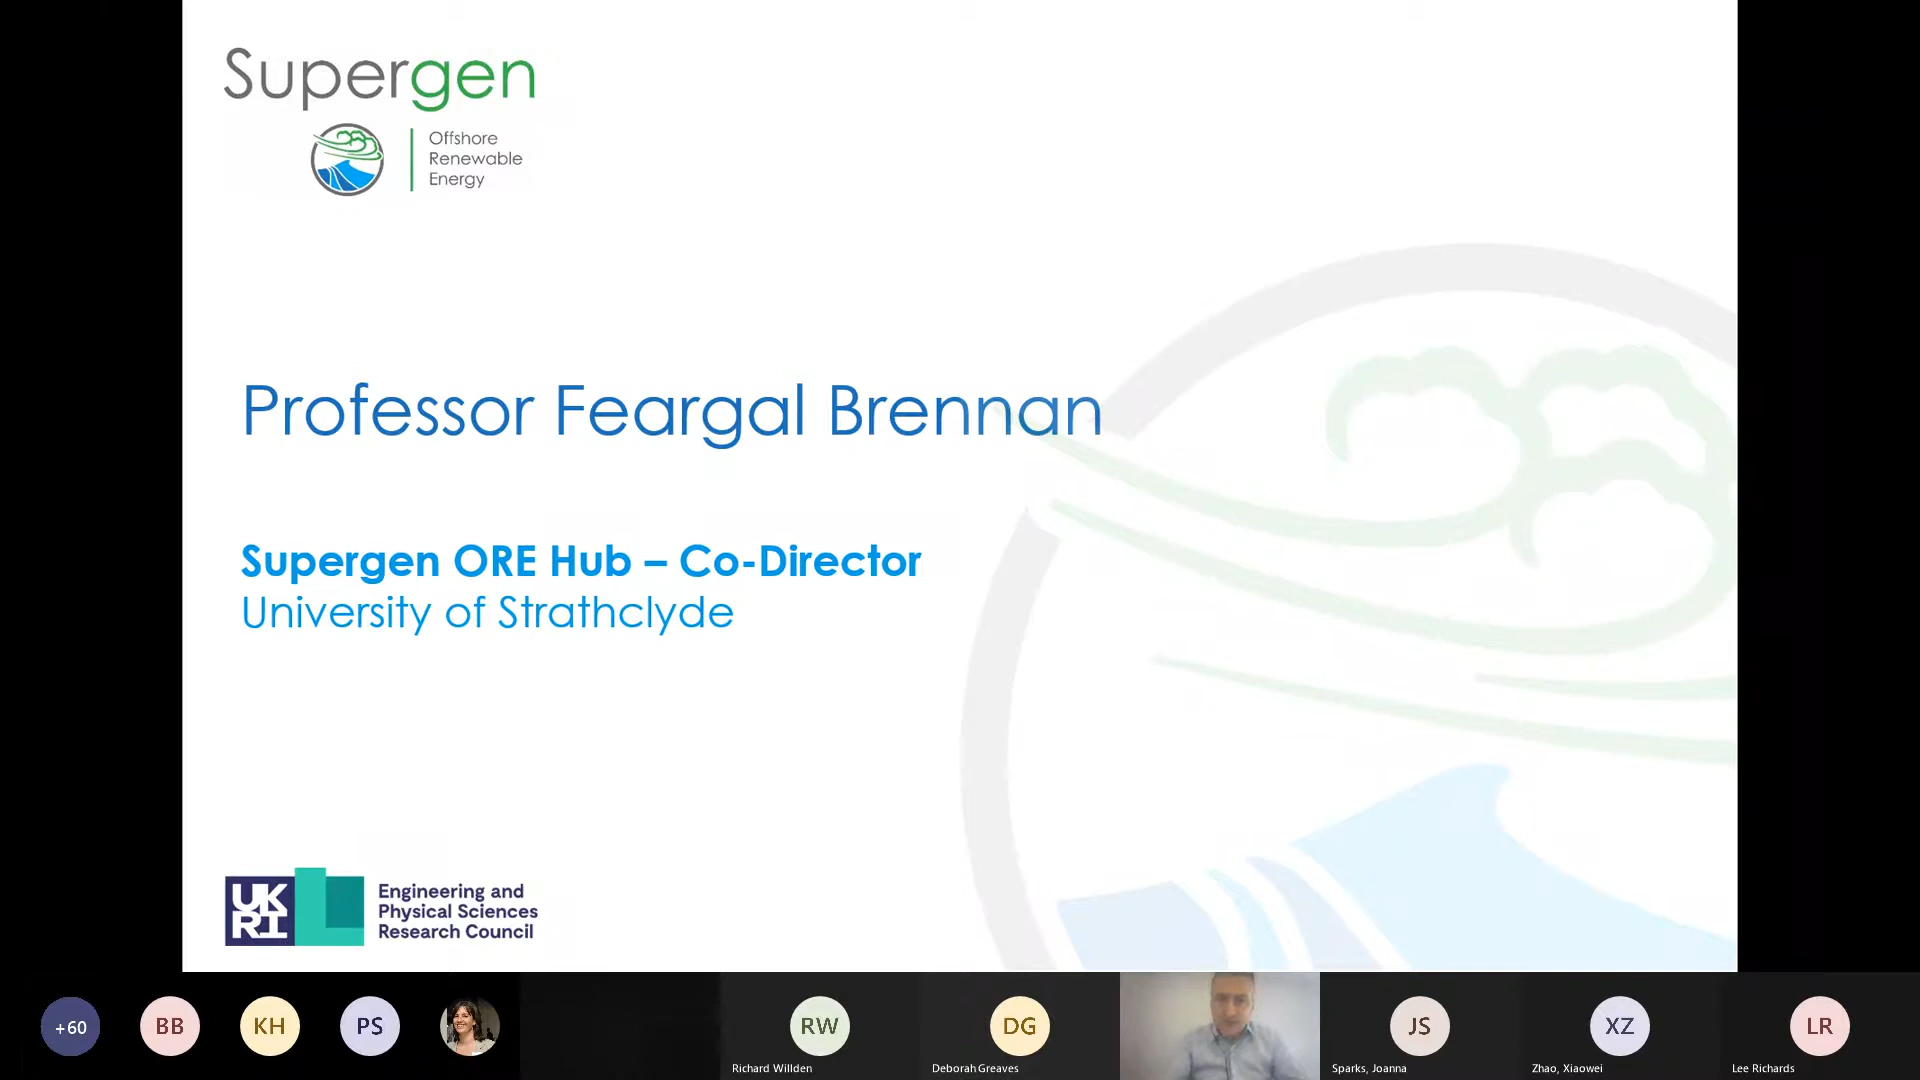 Supergen
Offshore
Renewable
Energy
Professor Feargal Brennan
Supergen ORE Hub – Co-Director
University of Strathclyde
UK
RI
Engineering and
Physical Sciences
Research Council
+60
BB
KH
PS
RW
Richard Willden
DG
Deborah Greaves
JS
Sparks, Joanna
XZ
Zhao, Xiaowei
LR
Lee Richards